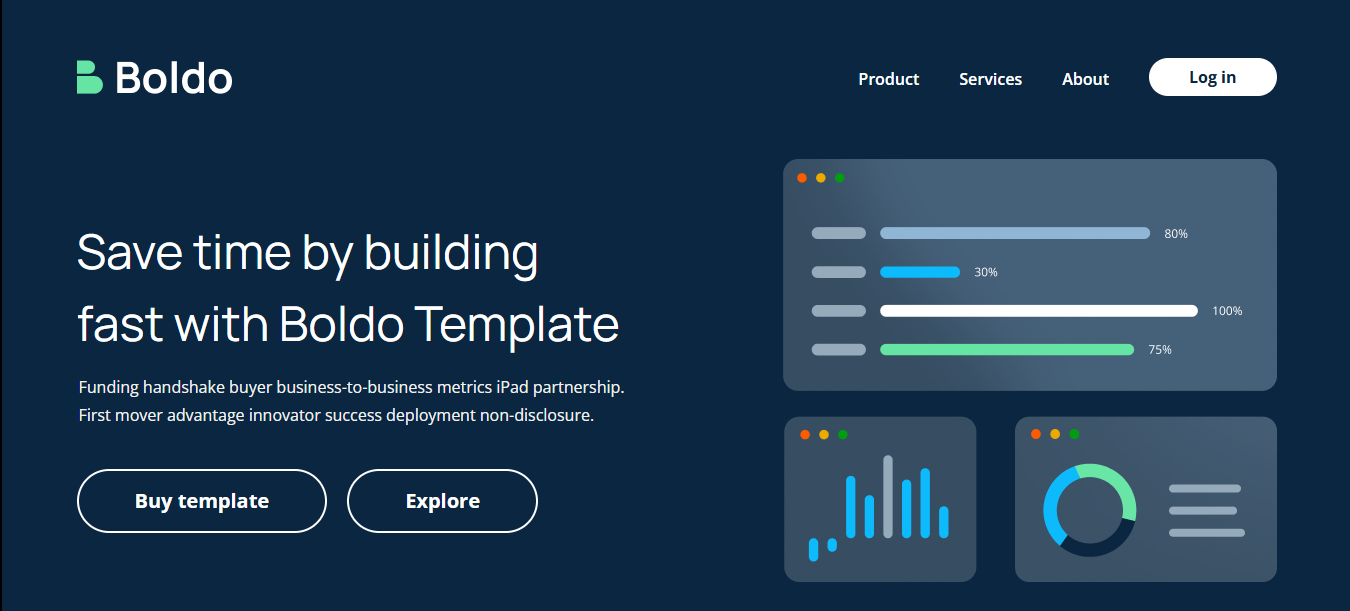 Boldo
Product
Services
About
Log in
Save time by building
fast with Boldo Template
Funding handshake buyer business-to-business metrics iPad partnership.
First mover advantage innovator success deployment non-disclosure.
Buy template
Explore
80%
30%
100%
75%